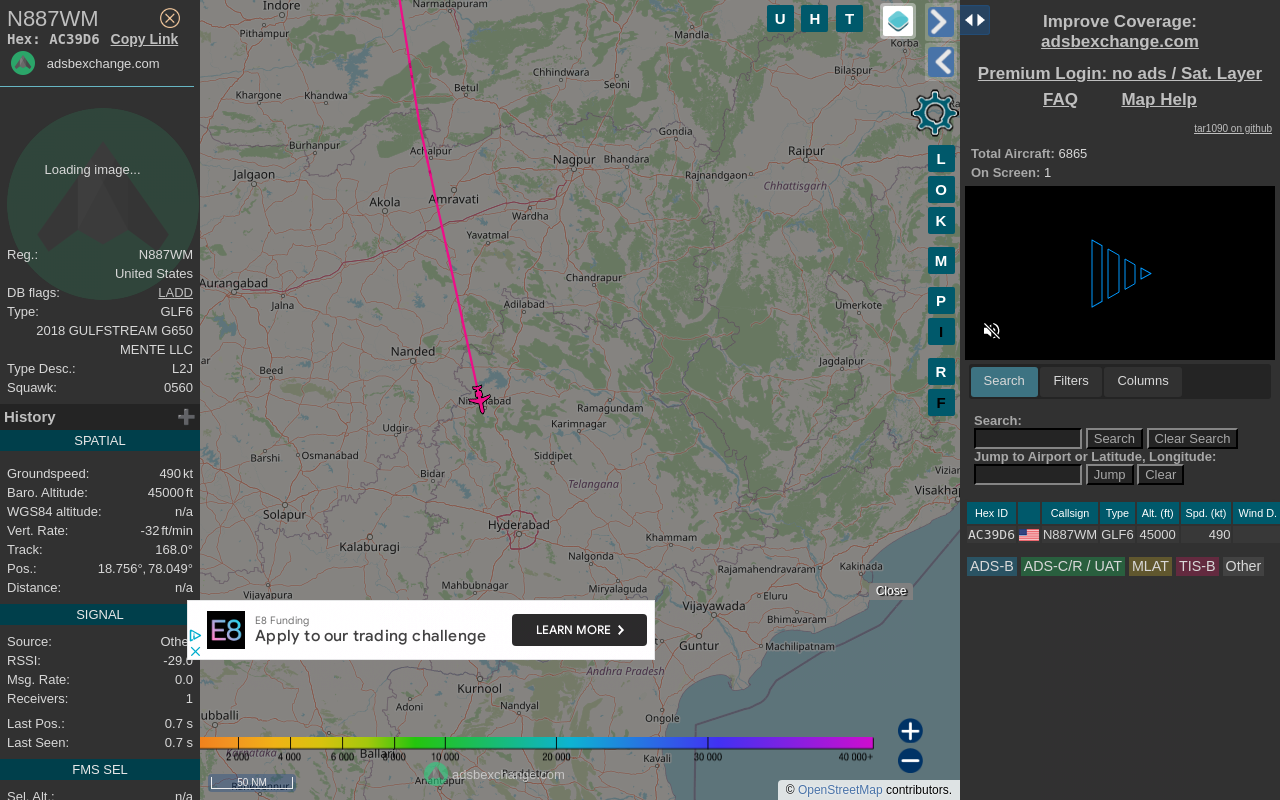 N887WM
Hex: AC39D6 Copy Link
adsbexchange.com
Loading image...
Reg.: N887WM
United States
DB flags: LADD
Type: GLF6
2018 GULFSTREAM G650
MENTE LLC
Type Desc.: L2J
Squawk: 0560
History
SPATIAL
Groundspeed: 490 kt
Baro. Altitude: 45000 ft
WGS84 altitude: n/a
Vert. Rate: -32 ft/min
Track: 168.0°
Pos.: 18.756°, 78.049°
Distance: n/a
SIGNAL
Source: Othe
RSSI: -29.0
Msg. Rate: 0.0
Receivers: 1
Last Pos.: 0.7 s
Last Seen: 0.7 s
FMS SEL
Sel. Alt.: n/a
Indore
Narmadapuram
Pithampur
Mandla
Korba
Chhindwara
Seoni
Bilaspur
Betul
Khargone
Khandwa
Gondia
Burhanpur
Achalpur
Nagpur
Bhandara
Raipur
Jalgaon
Rajnandgaon
Chhattisgarh
Akola
Amravati
Wardha
Yavatmal
Aurangabad
Chandrapur
Jalna
Adilabad
Umerkote
Nanded
Beed
Jagdalpur
Ramagundam
Karimnagar
Udgir
Barshi
Osmanabad
Siddipet
Bidar
Telangana
Solapur
Hyderabad
Kalaburagi
Khammam
Nalgonda
Rajamahendravaram
Kakinada
Mahbubnagar
Miryalaguda
Vijayapura
Eluru
Vijayawada
Bhimavaram
Guntur
Machilipatnam
Andhra Pradesh
Kurnool
Adoni
Nandyal
Ongole
Kavali
Karnataka
Ballari
U H T
L
O
K
M
P
I
R
F
Close
E8
E8 Funding
Apply to our trading challenge
LEARN MORE
2 000 4 000 6 000 8 000 10 000 20 000 30 000 40 000+
50 NM
adsbexchange.com
© OpenStreetMap contributors.
Improve Coverage:
adsbexchange.com
Premium Login: no ads / Sat. Layer
FAQ Map Help
tar1090 on github
Total Aircraft: 6865
On Screen: 1
Search Filters Columns
Search:
Search Clear Search
Jump to Airport or Latitude, Longitude:
Jump Clear
Hex ID Callsign Type Alt. (ft) Spd. (kt) Wind D.
AC39D6 N887WM GLF6 45000 490
ADS-B ADS-C/R / UAT MLAT TIS-B Other